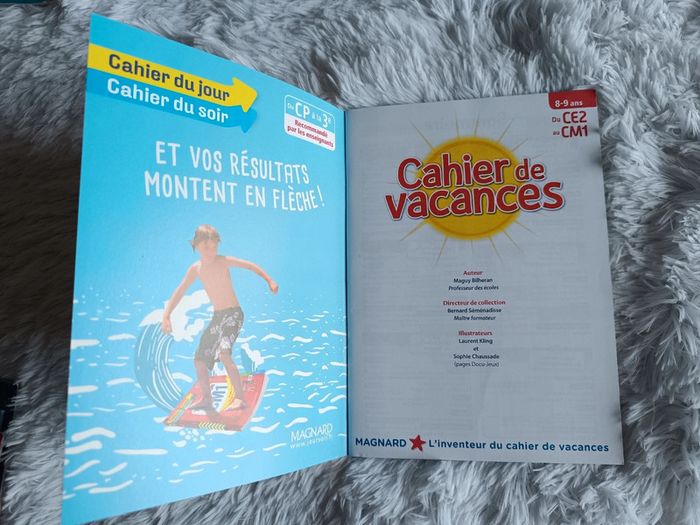 Cahier du jour
Cahier du soir
Du CP à la 3e
Recommandé
par les enseignants
ET VOS RÉSULTATS
MONTENT EN FLÈCHE !
MAGNARD
8-9 ans
Du CE2
au CM1
Cahier de
vacances
Auteur
Maguy Bilheran
Professeur des écoles
Directeur de collection
Bernard Séménadisse
Maître formateur
Illustrateurs
Laurent Kling
et
Sophie Chaussade
(pages Docu-Jeux)
MAGNARD L'inventeur du cahier de vacances